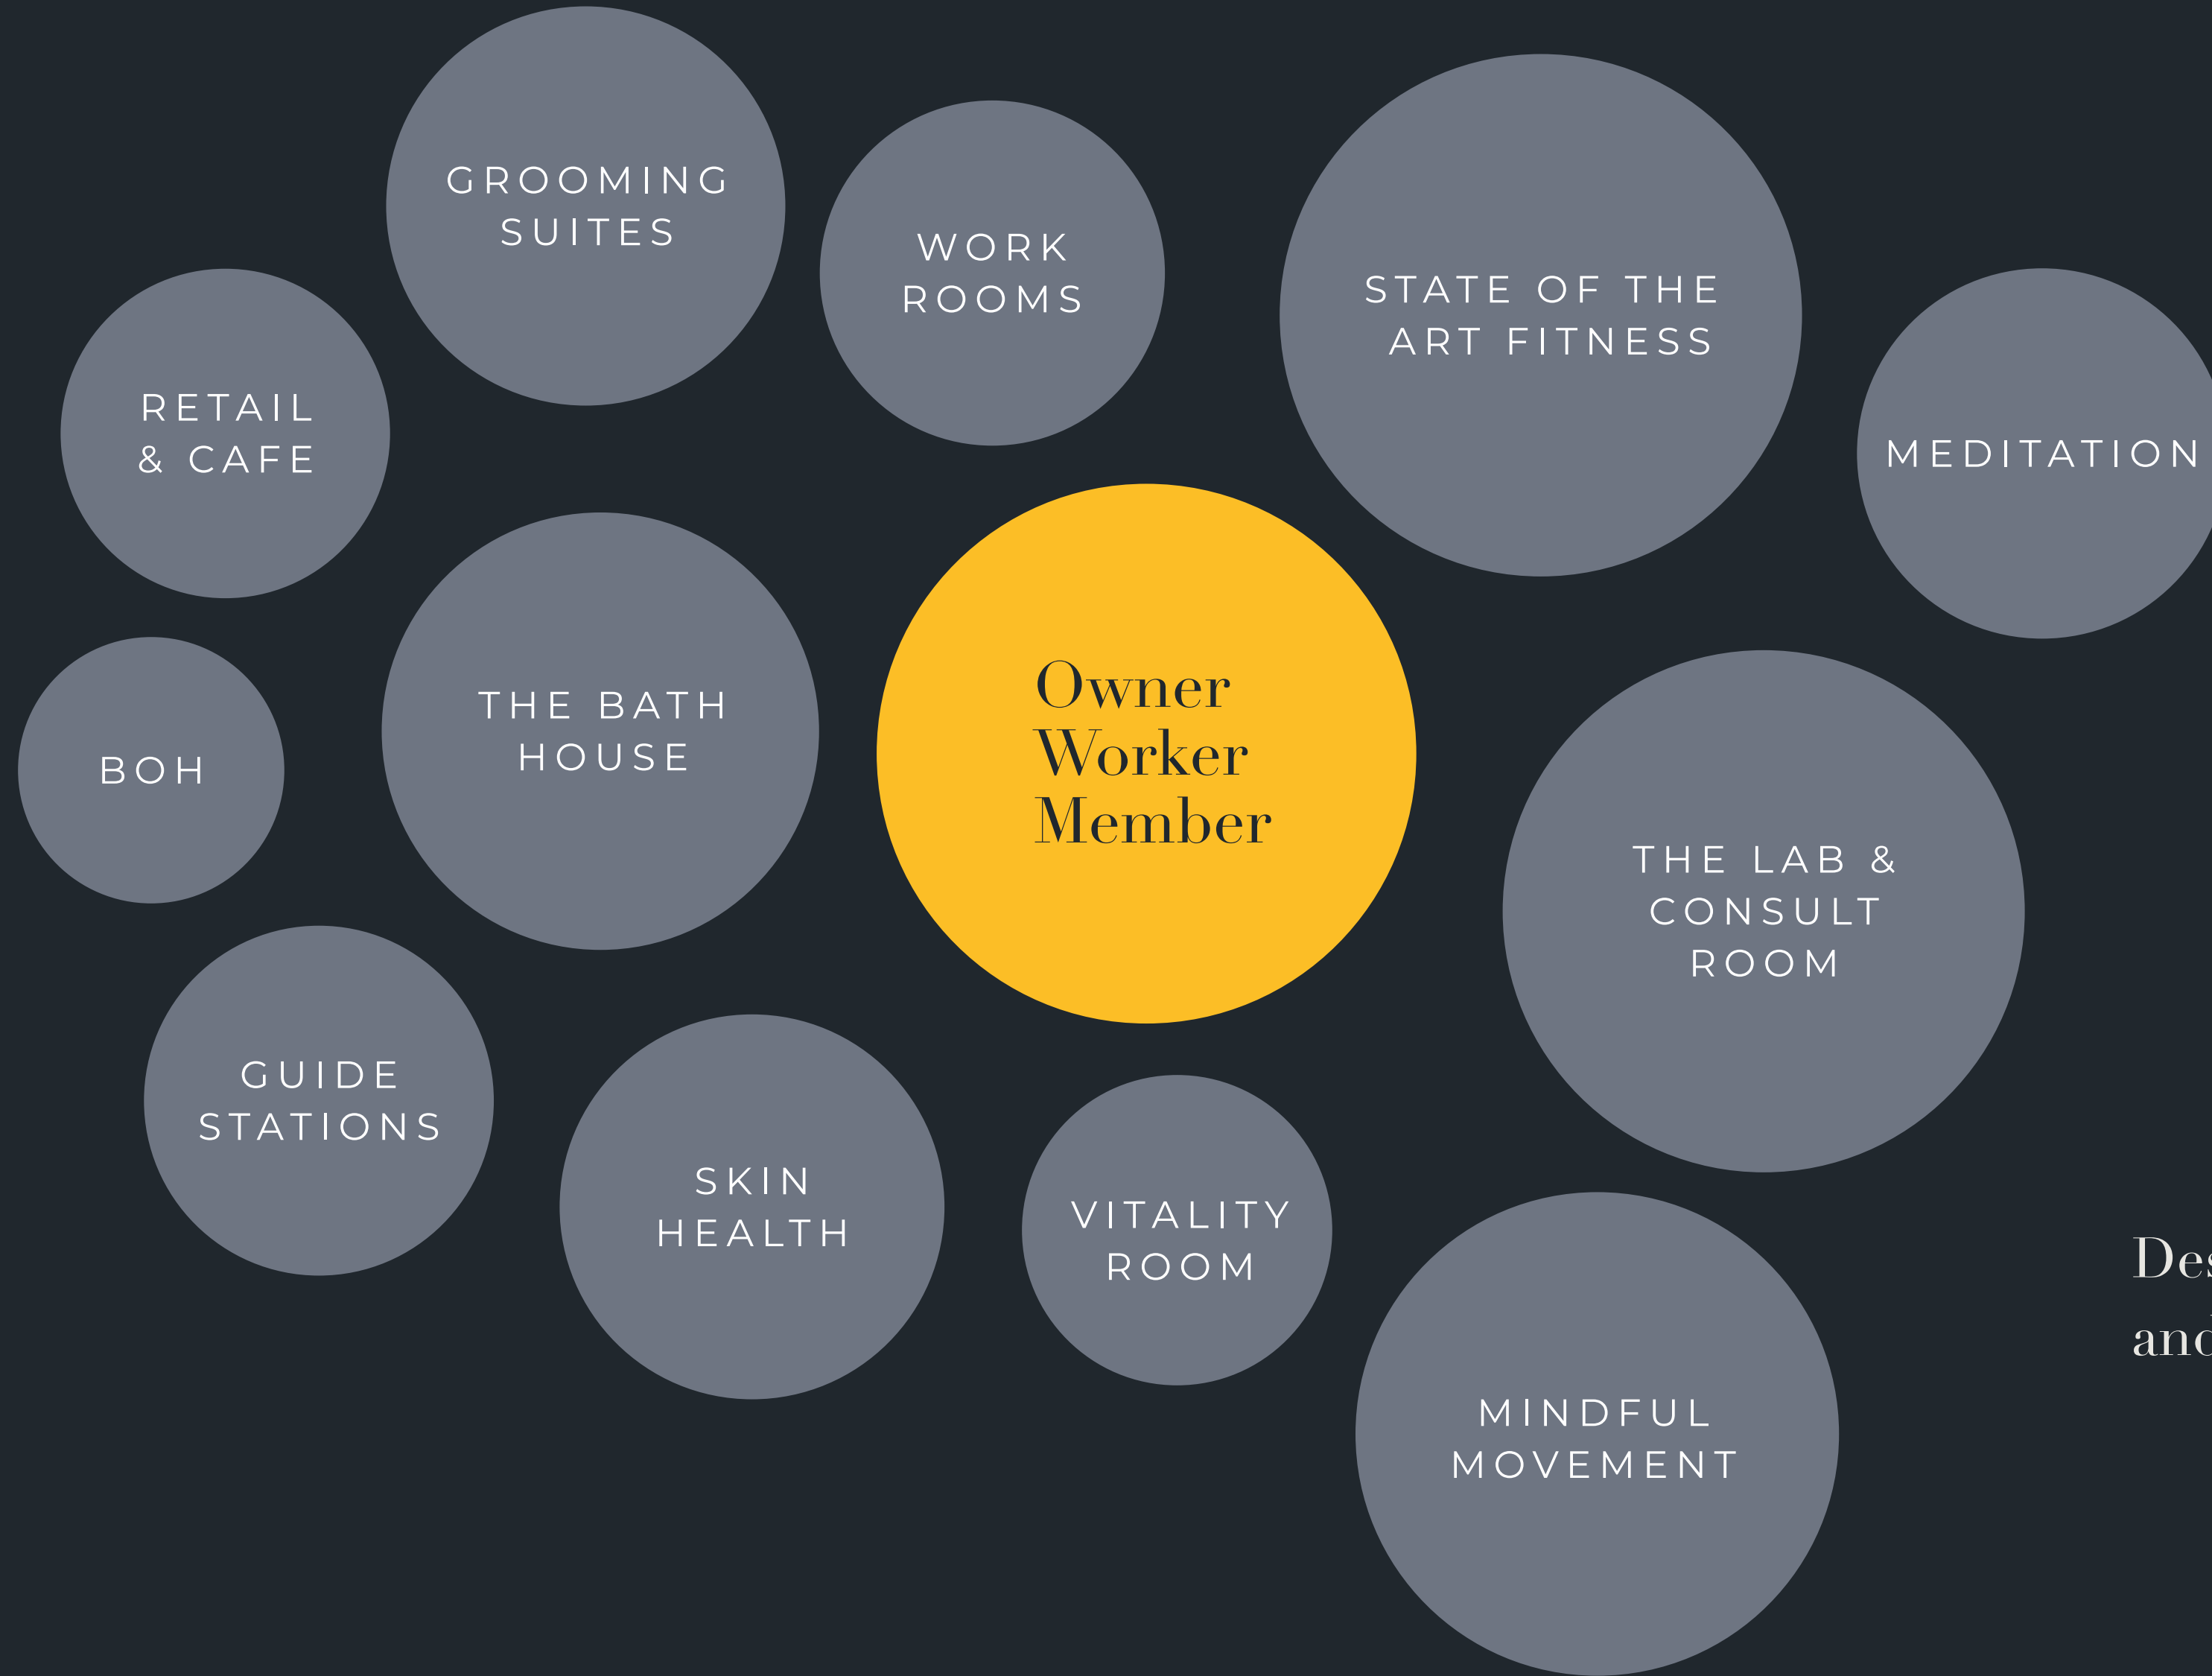 GROOMING
SUITES
WORK
ROOMS
STATE OF THE
ART FITNESS
RETAIL
& CAFE
MEDITATION
THE BATH
HOUSE
Owner
Worker
Member
BOH
THE LAB &
CONSULT
ROOM
GUIDE
STATIONS
SKIN
HEALTH
VITALITY
ROOM
MINDFUL
MOVEMENT